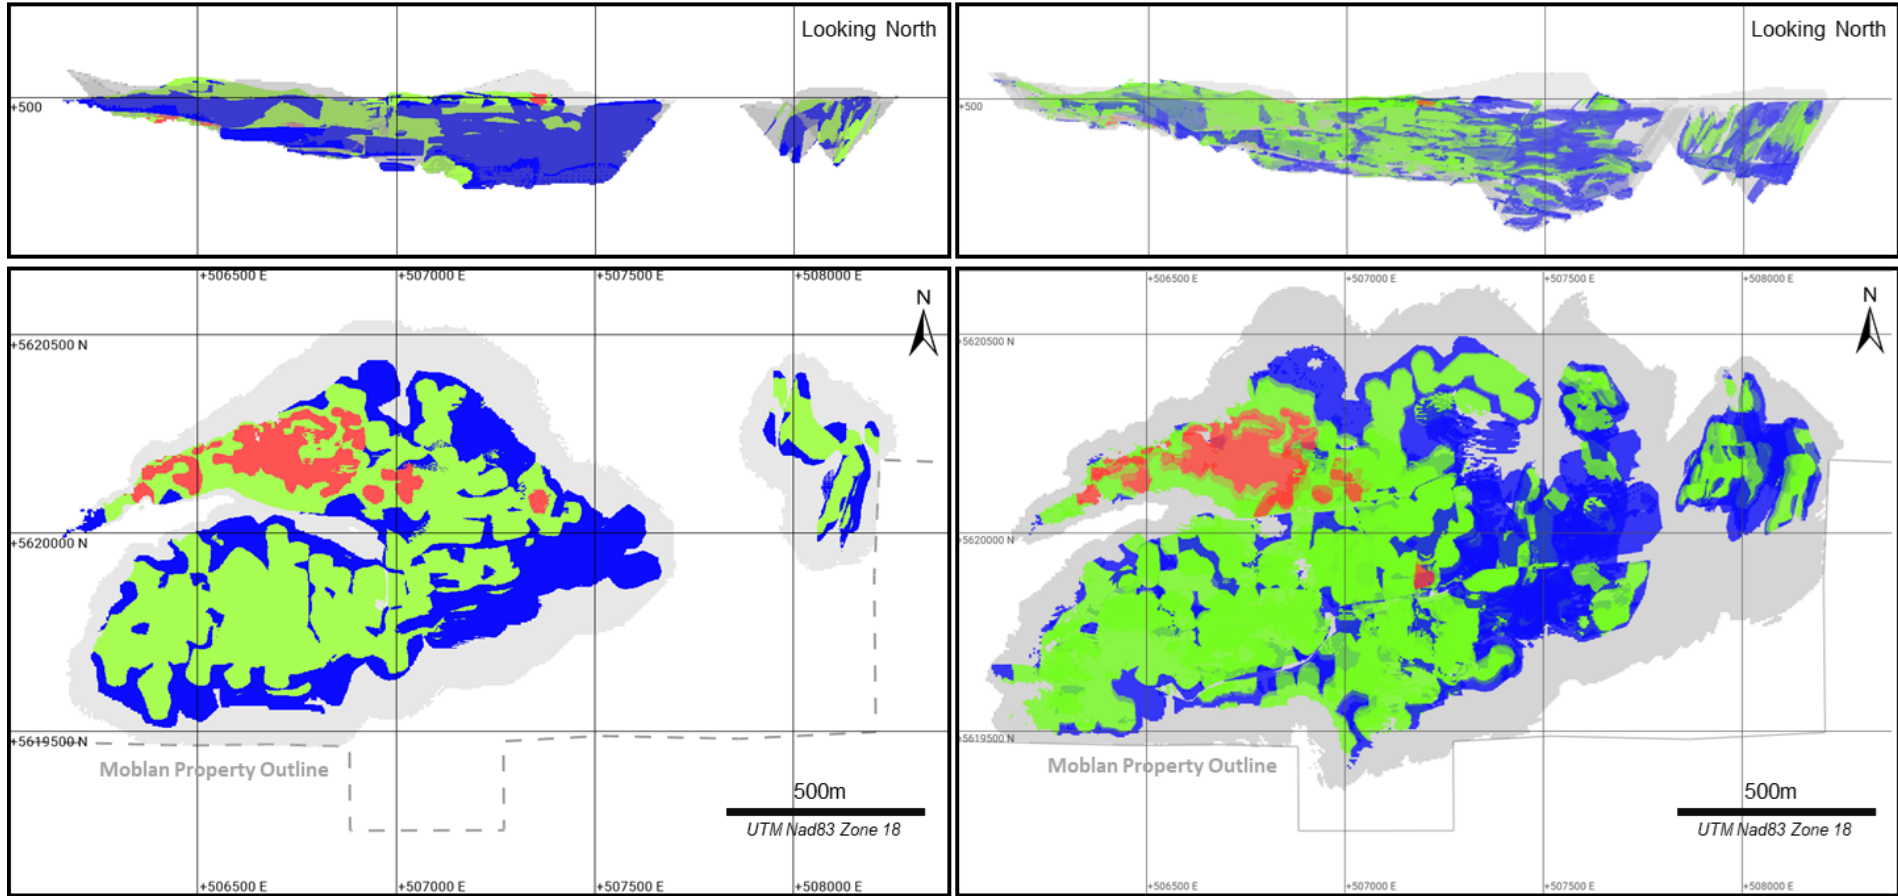 Looking North
+500
Looking North
+500
+506500 E
+507000 E
+507500 E
+508000 E
N
+5620500 N
+5620000 N
+5619500 N
Moblan Property Outline
500m
UTM Nad83 Zone 18
+506500 E
+507000 E
+507500 E
+508000 E
+506500 E
+507000 E
+507500 E
+508000 E
N
+5620500 N
+5620000 N
+5619500 N
Moblan Property Outline
500m
UTM Nad83 Zone 18
+506500 E
+507000 E
+507500 E
+508000 E